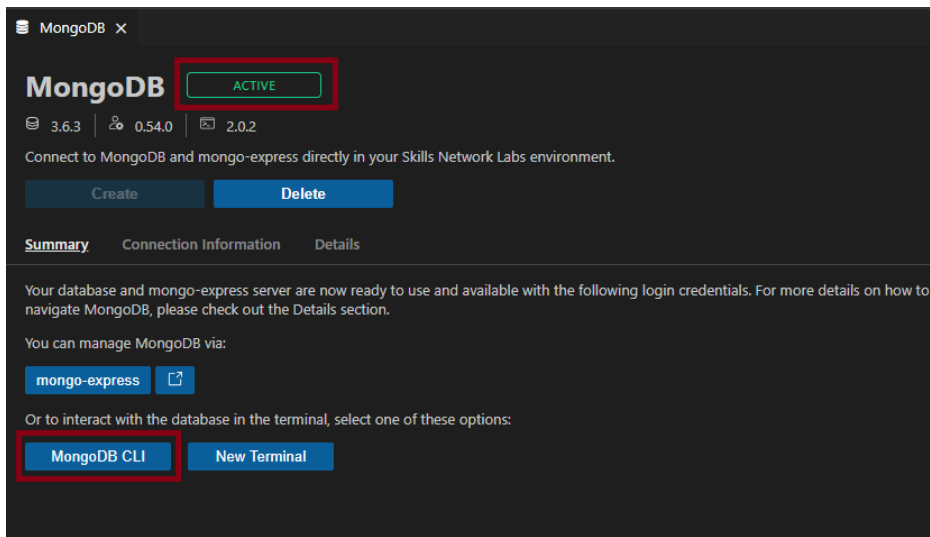 MongoDB
MongoDB ACTIVE
3.6.3 0.54.0 2.0.2
Connect to MongoDB and mongo-express directly in your Skills Network Labs environment.
Create Delete
Summary Connection Information Details
Your database and mongo-express server are now ready to use and available with the following login credentials. For more details on how to
navigate MongoDB, please check out the Details section.
You can manage MongoDB via:
mongo-express
Or to interact with the database in the terminal, select one of these options:
MongoDB CLI New Terminal